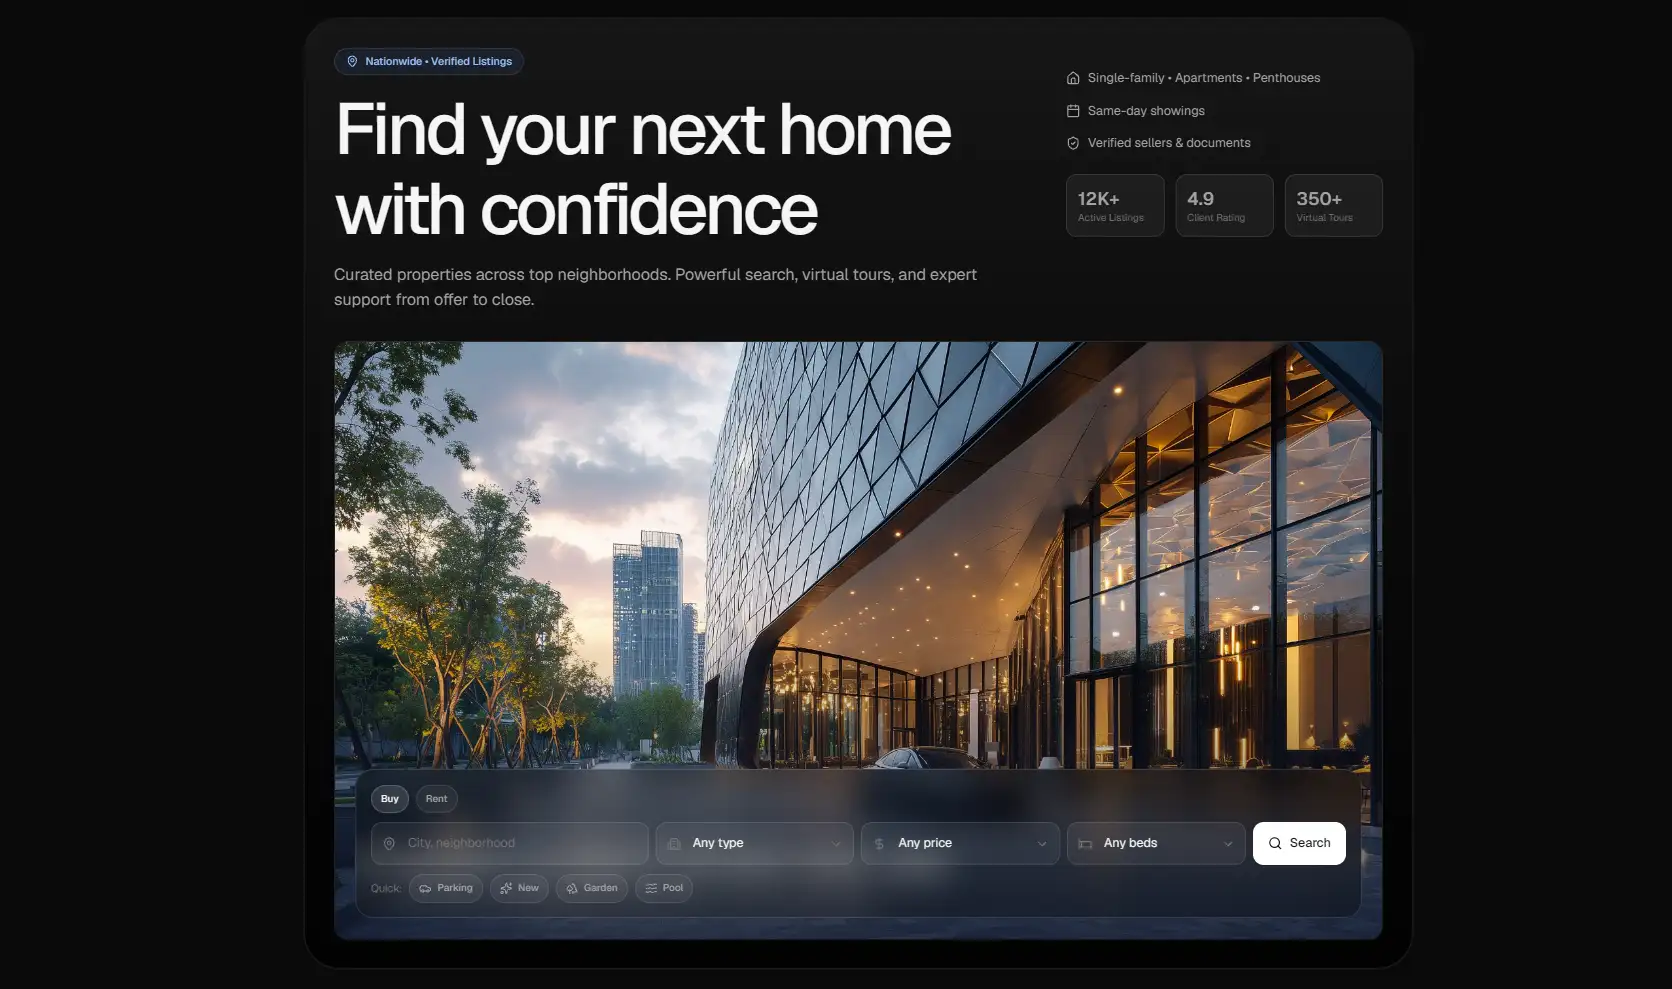 Nationwide • Verified Listings
Find your next home
with confidence
Curated properties across top neighborhoods. Powerful search, virtual tours, and expert
support from offer to close.
Single-family • Apartments • Penthouses
Same-day showings
Verified sellers & documents
12K+
Active Listings
4.9
Client Rating
350+
Virtual Tours
Buy
Rent
City, neighborhood
Any type
Any price
Any beds
Search
Quick:
Parking
New
Garden
Pool